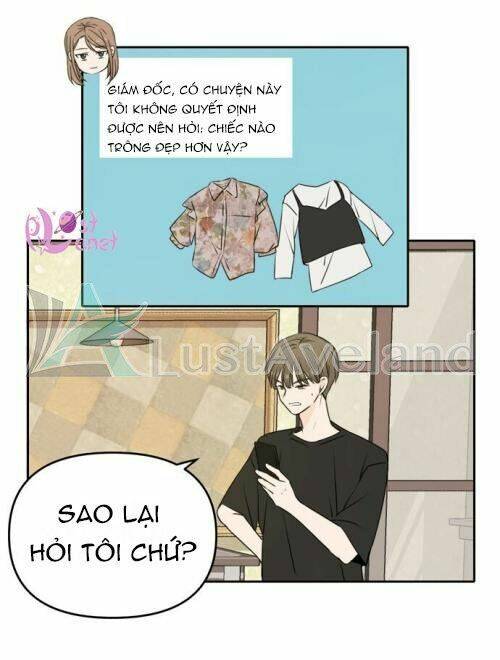 GIÁM ĐỐC, CÓ CHUYỆN NÀY
TÔI KHÔNG QUYẾT ĐỊNH
ĐƯỢC NÊN HỎI: CHIẾC NÀO
TRÔNG ĐẸP HƠN VẬY?
LustAveland
SAO LẠI
HỎI TÔI CHỨ?